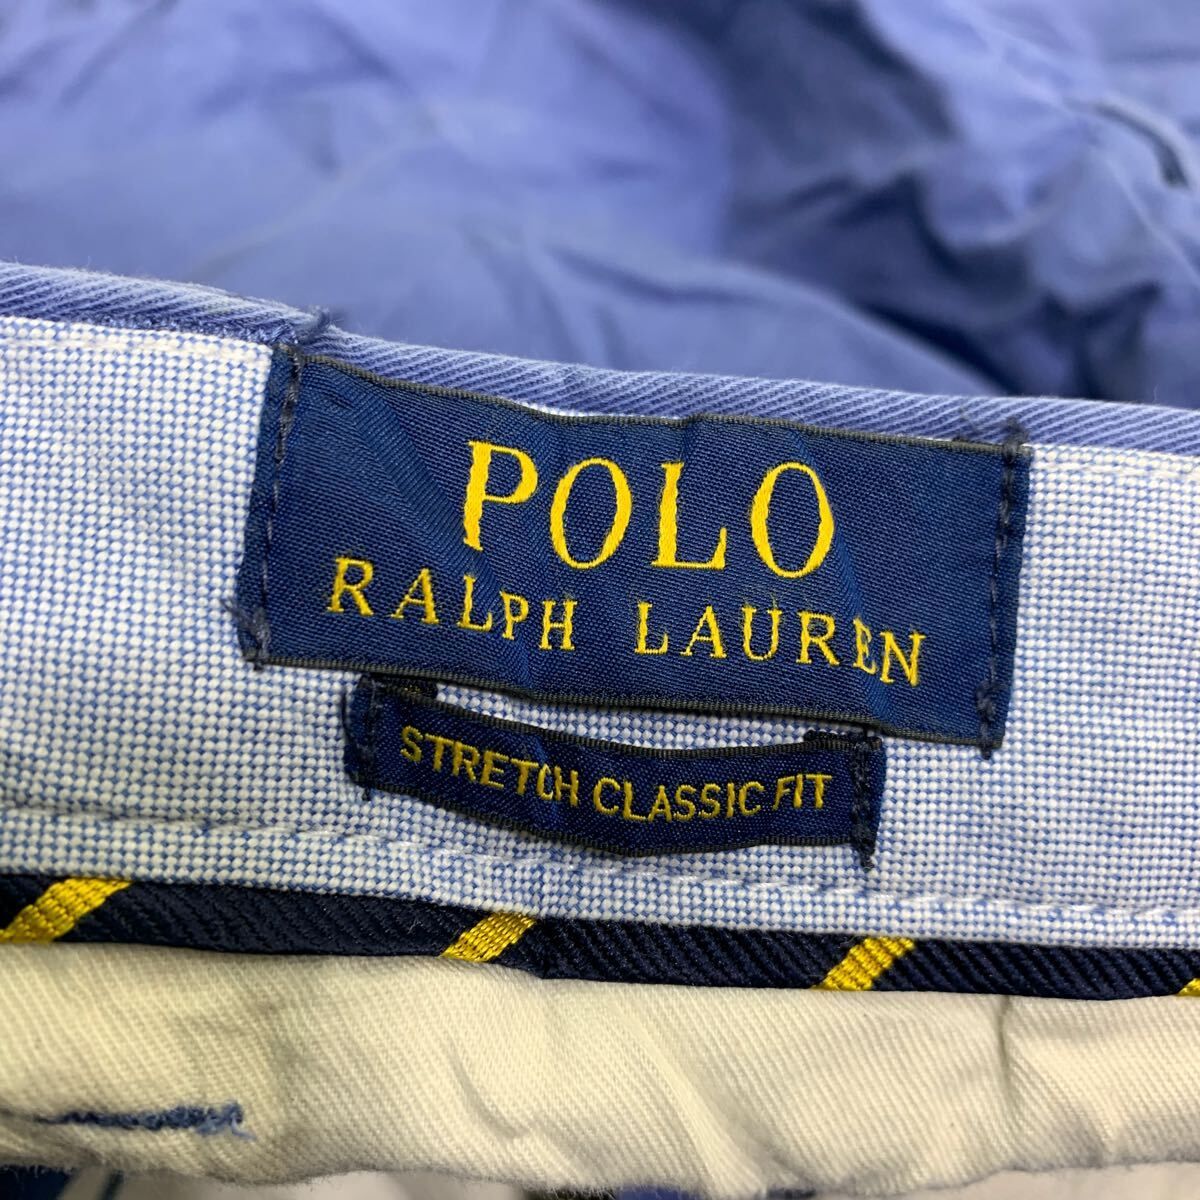 POLO
RALPH LAUREN
STRETCH CLASSIC FIT